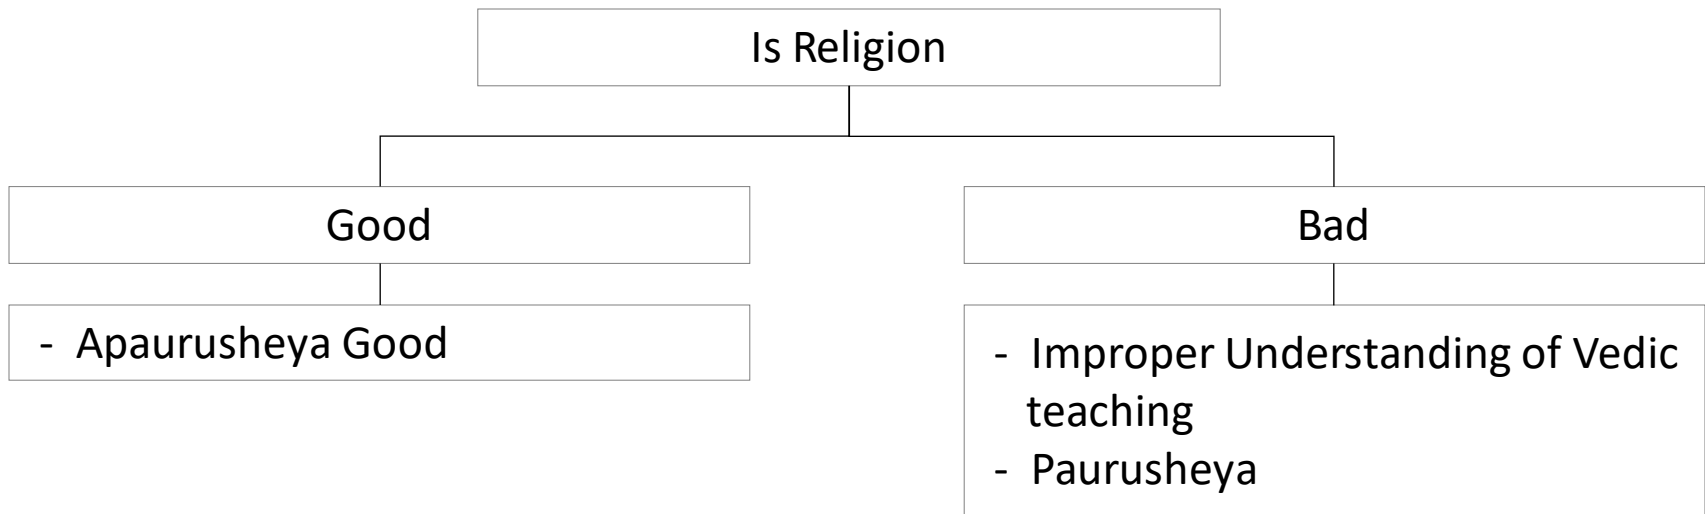 Is Religion
Good
Bad
- Apaurusheya Good
- Improper Understanding of Vedic
teaching
- Paurusheya